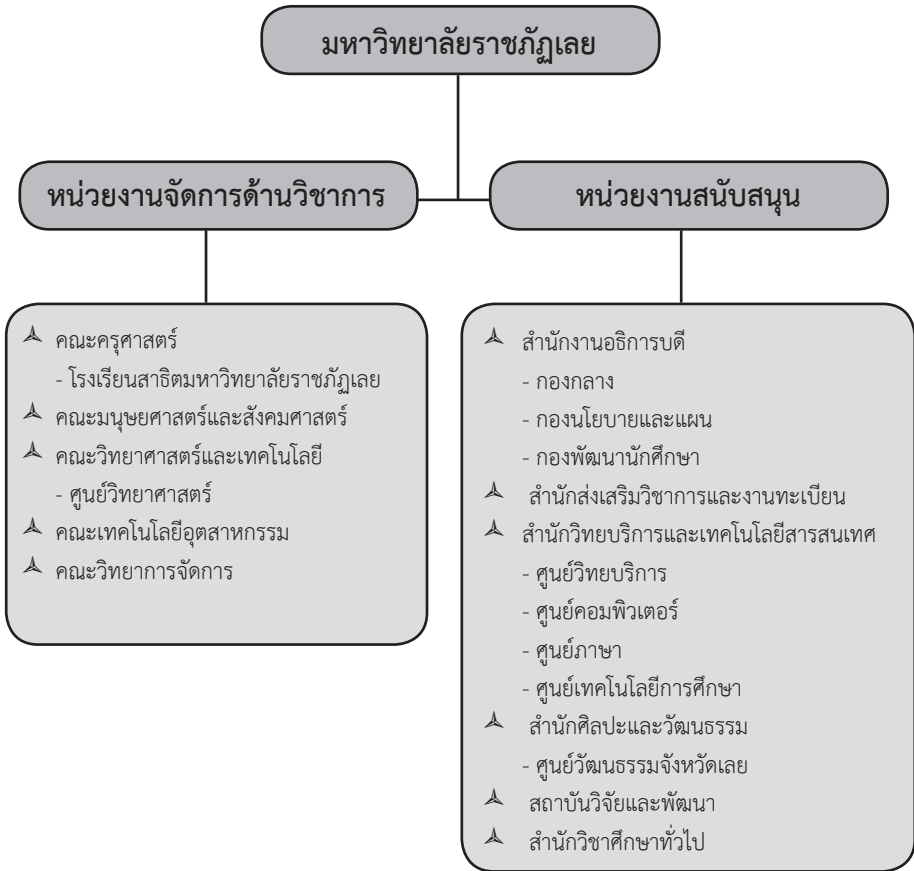 มหาวิทยาลัยราชภัฏเลย
หน่วยงานจัดการด้านวิชาการ
คณะครุศาสตร์
- โรงเรียนสาธิตมหาวิทยาลัยราชภัฏเลย
คณะมนุษยศาสตร์และสังคมศาสตร์
คณะวิทยาศาสตร์และเทคโนโลยี
- ศูนย์วิทยาศาสตร์
คณะเทคโนโลยีอุตสาหกรรม
คณะวิทยาการจัดการ
หน่วยงานสนับสนุน
สำนักงานอธิการบดี
- กองกลาง
- กองนโยบายและแผน
- กองพัฒนานักศึกษา
สำนักส่งเสริมวิชาการและงานทะเบียน
สำนักวิทยบริการและเทคโนโลยีสารสนเทศ
- ศูนย์วิทยบริการ
- ศูนย์คอมพิวเตอร์
- ศูนย์ภาษา
- ศูนย์เทคโนโลยีการศึกษา
สำนักศิลปะและวัฒนธรรม
- ศูนย์วัฒนธรรมจังหวัดเลย
สถาบันวิจัยและพัฒนา
สำนักวิชาศึกษาทั่วไป